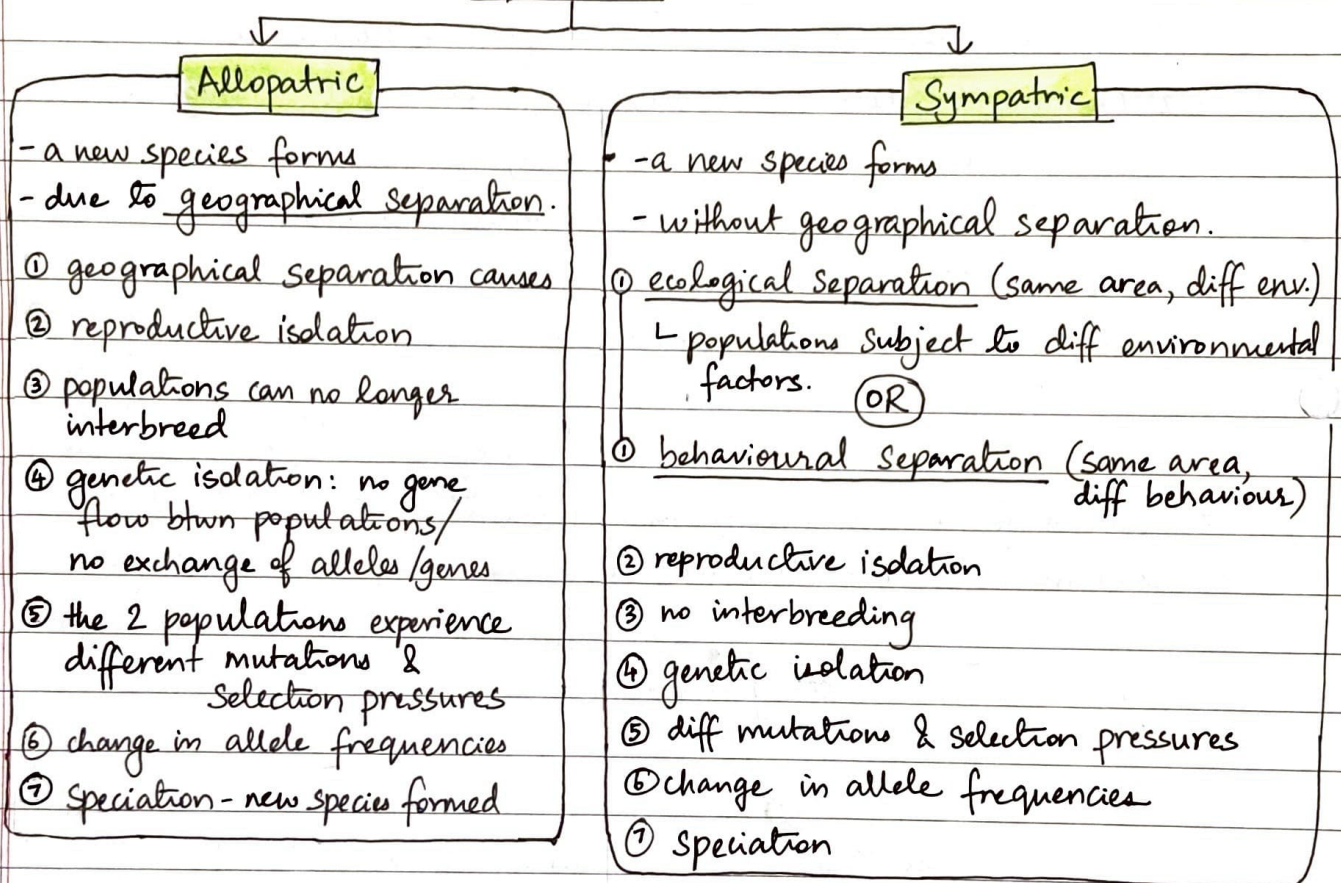 Allopatric
- a new species forms
- due to geographical separation.
① geographical separation causes
② reproductive isolation
③ populations can no longer
interbreed
④ genetic isolation: no gene
flow btwn populations/
no exchange of alleles/genes
⑤ the 2 populations experience
different mutations &
selection pressures
⑥ change in allele frequencies
⑦ speciation - new species formed
Sympatric
- a new species forms
- without geographical separation.
① ecological separation (same area, diff env.)
└ populations subject to diff environmental
factors.
OR
① behavioural separation (same area,
diff behaviour)
② reproductive isolation
③ no interbreeding
④ genetic isolation
⑤ diff mutations & selection pressures
⑥ change in allele frequencies
⑦ speciation